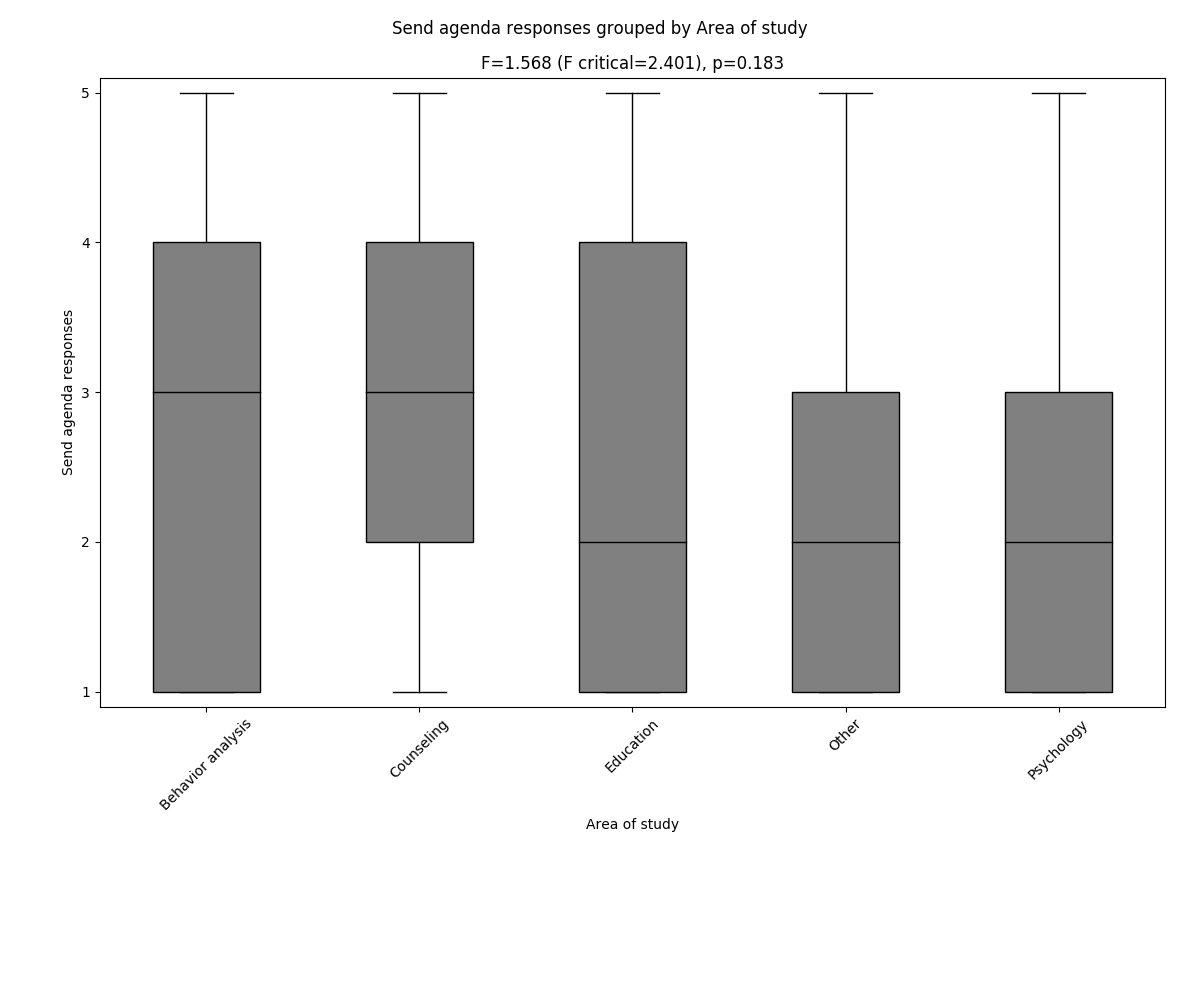 Send agenda responses grouped by Area of study
F=1.568 (F critical=2.401), p=0.183
5
4
3
2
1
Send agenda responses
Behavior analysis
Counseling
Education
Other
Psychology
Area of study